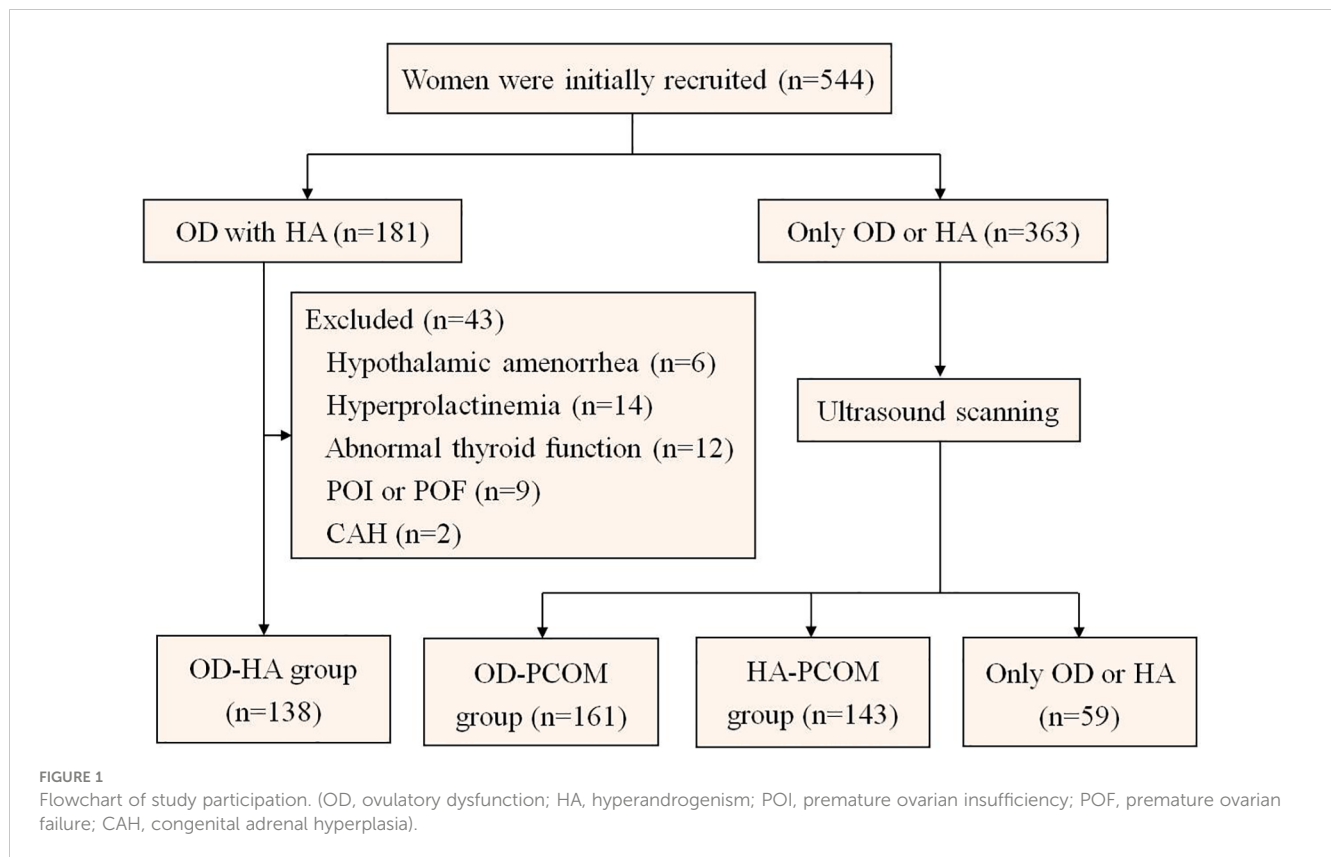 Women were initially recruited (n=544)
OD with HA (n=181)
Only OD or HA (n=363)
Excluded (n=43)
Hypothalamic amenorrhea (n=6)
Hyperprolactinemia (n=14)
Abnormal thyroid function (n=12)
POI or POF (n=9)
CAH (n=2)
Ultrasound scanning
OD-HA group
(n=138)
OD-PCOM
group (n=161)
HA-PCOM
group (n=143)
Only OD or HA
(n=59)
FIGURE 1
Flowchart of study participation. (OD, ovulatory dysfunction; HA, hyperandrogenism; POI, premature ovarian insufficiency; POF, premature ovarian
failure; CAH, congenital adrenal hyperplasia).